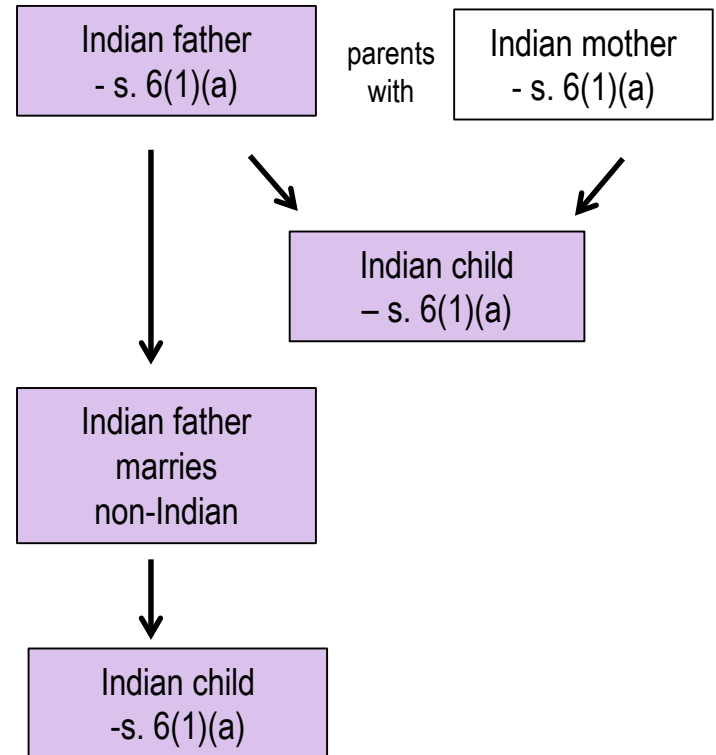 Indian father
- s. 6(1)(a)
parents
with
Indian mother
- s. 6(1)(a)
Indian child
– s. 6(1)(a)
Indian father
marries
non-Indian
Indian child
-s. 6(1)(a)